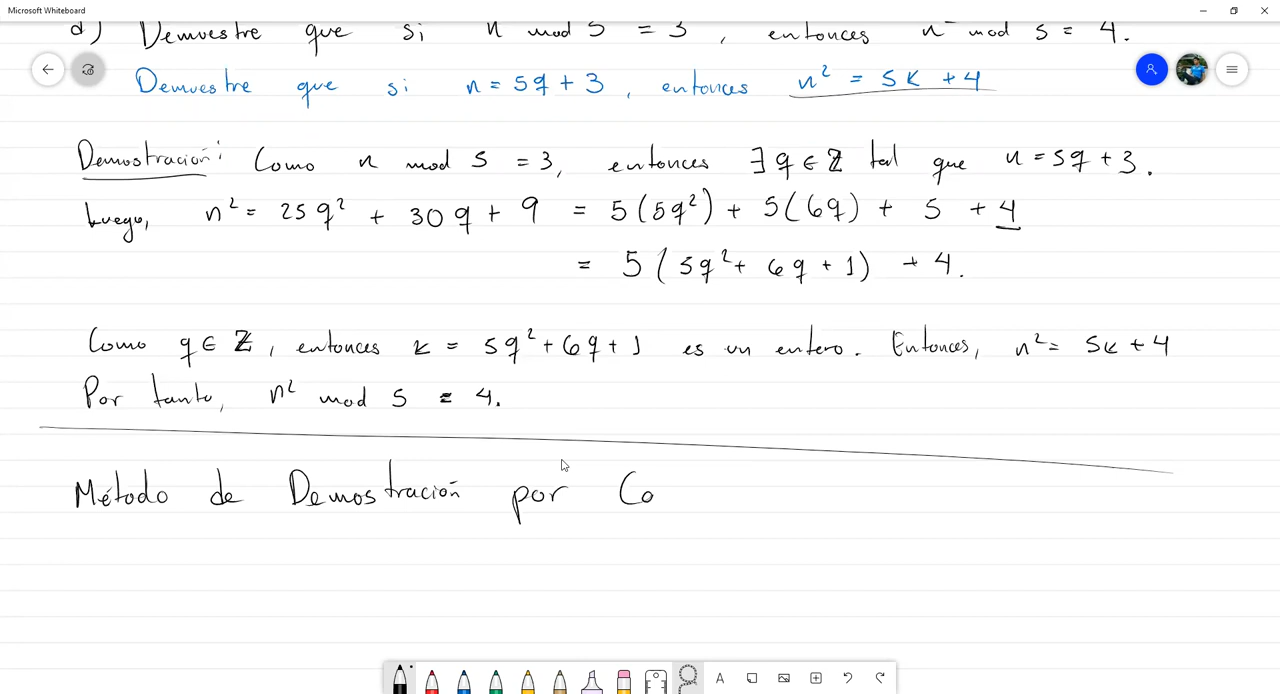 Microsoft Whiteboard
d) Demuestre que si n mod 5 = 3, entonces n² mod 5 = 4.
Demuestre que si n = 5q + 3, entonces n² = 5k + 4
Demostración: Como n mod 5 = 3, entonces ∃ q ∈ ℤ tal que n = 5q + 3.
Luego, n² = 25q² + 30q + 9 = 5(5q²) + 5(6q) + 5 + 4
= 5(5q² + 6q + 1) + 4.
Como q ∈ ℤ, entonces k = 5q² + 6q + 1 es un entero. Entonces, n² = 5k + 4
Por tanto, n² mod 5 = 4.
Método de Demostración por Co
A